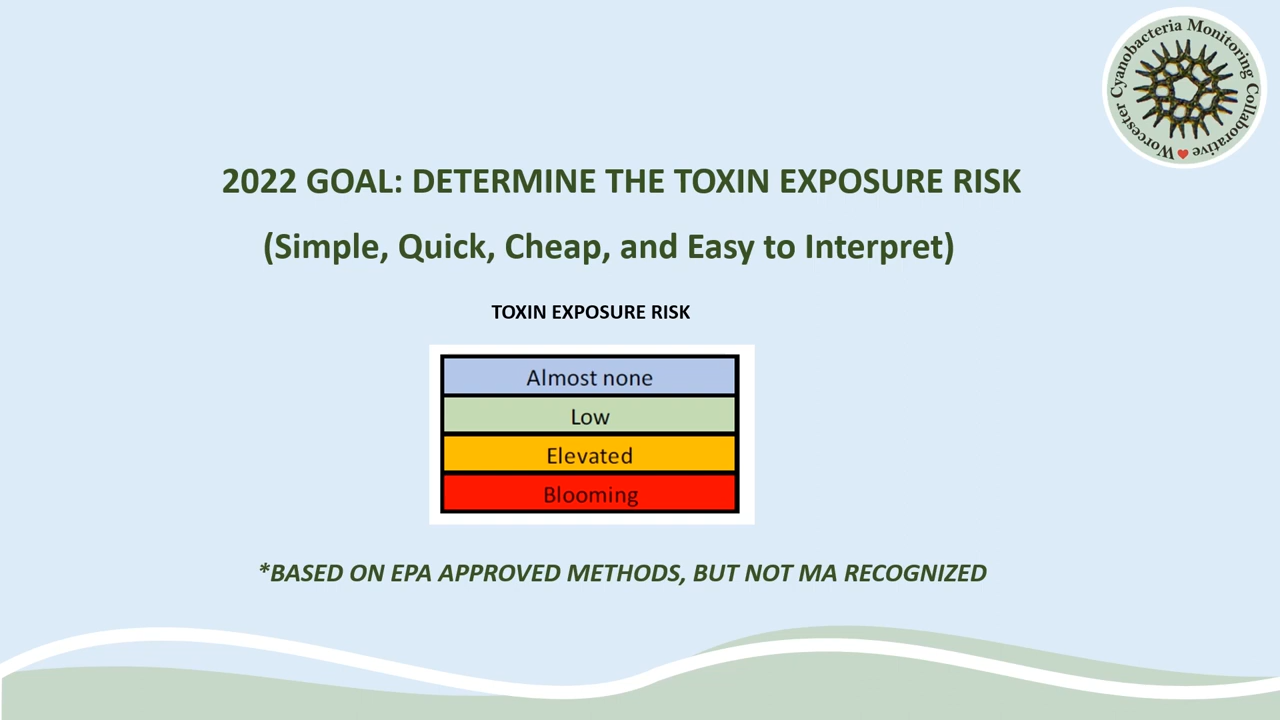 Worcester Cyanobacteria Monitoring Collaborative
2022 GOAL: DETERMINE THE TOXIN EXPOSURE RISK
(Simple, Quick, Cheap, and Easy to Interpret)
TOXIN EXPOSURE RISK
Almost none
Low
Elevated
Blooming
*BASED ON EPA APPROVED METHODS, BUT NOT MA RECOGNIZED